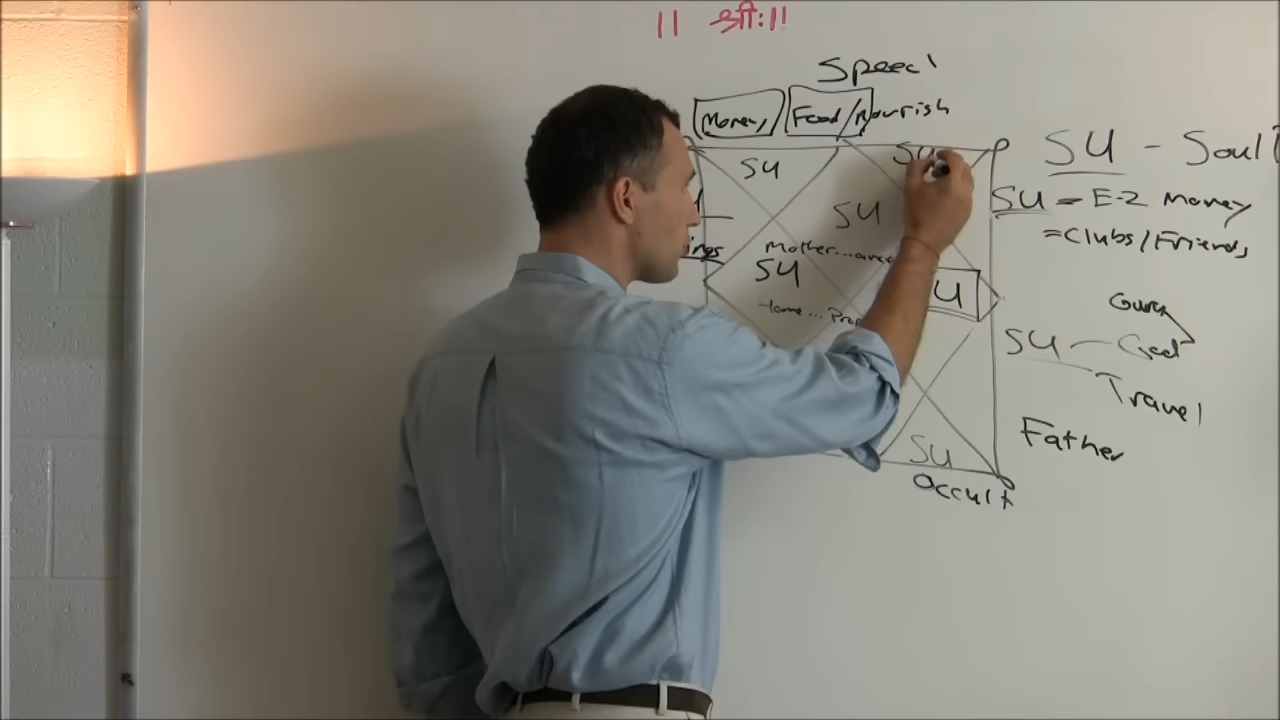 || श्रीः ||
Speech
Money/ Food/Nourish
SU SU
SU - Soul
SU
SU = E-Z Money
=Clubs/Friends
Mother...
SU
U
Home...
Guru
SU - God
Travel
Father
SU
Occult